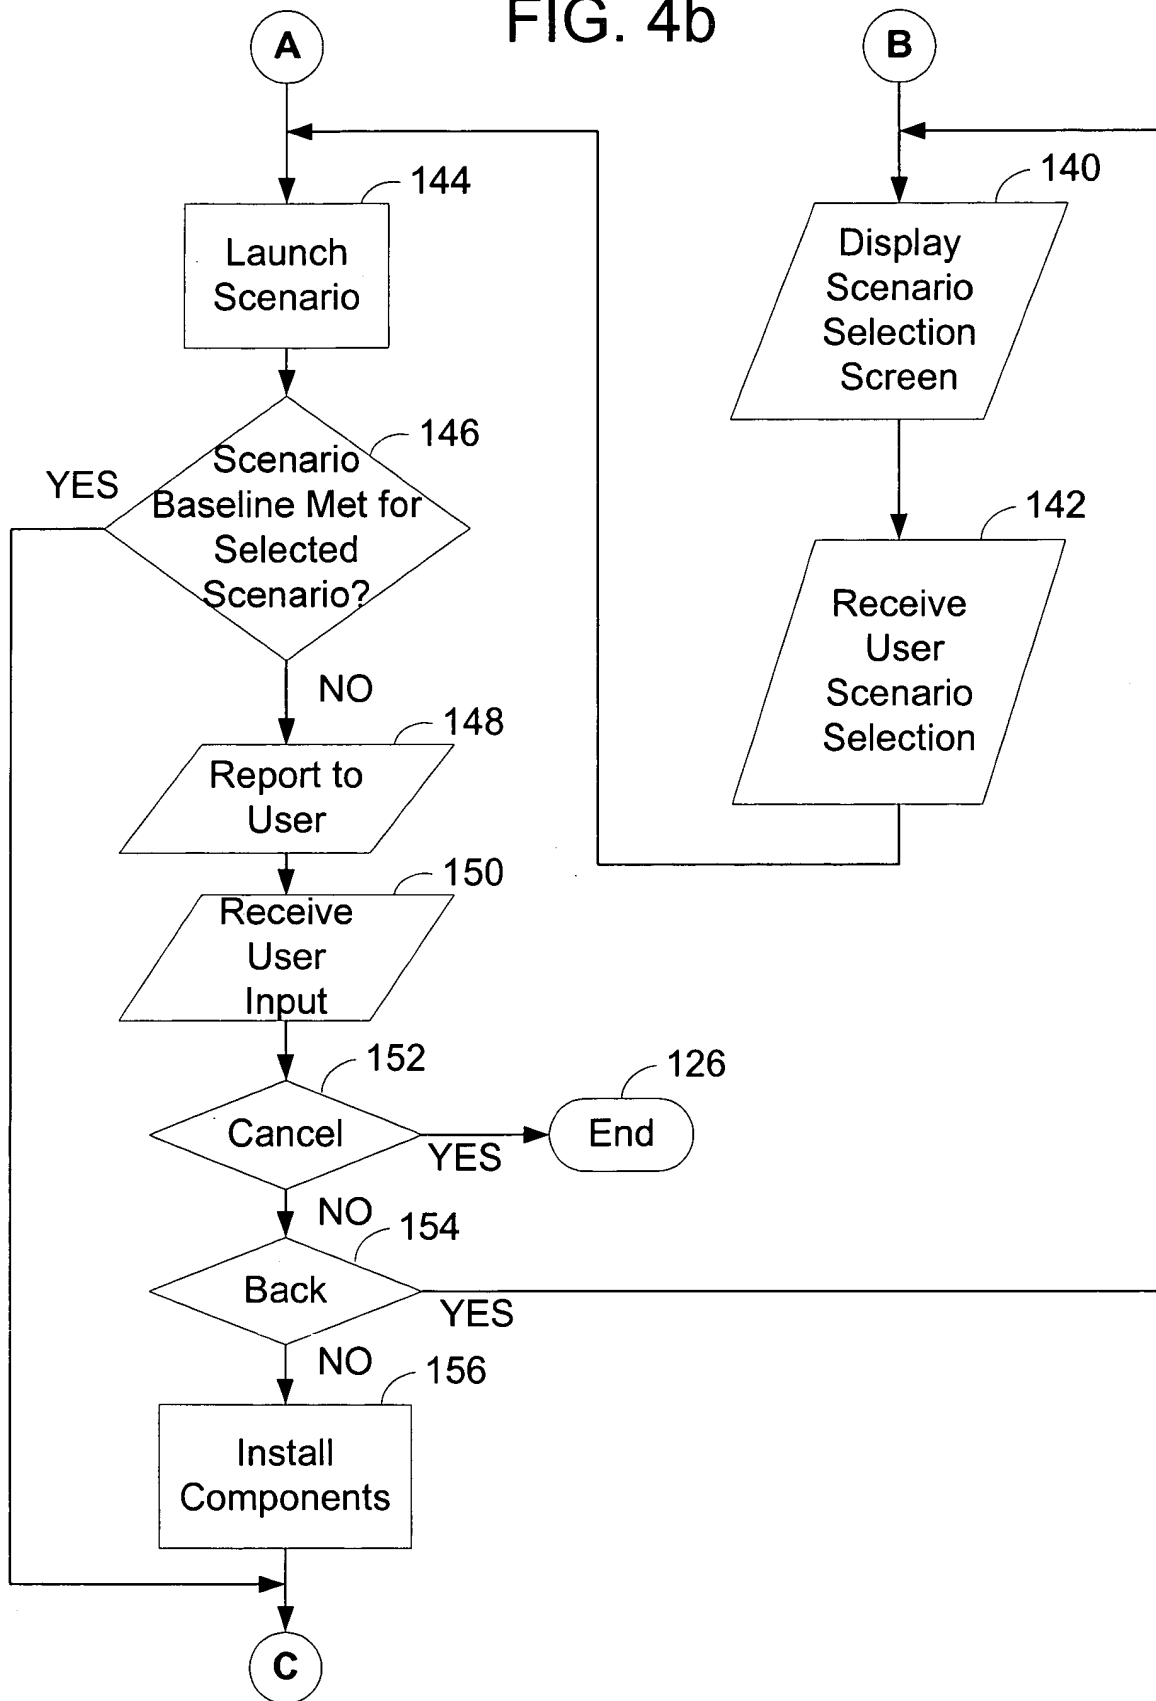 FIG. 4b
A
B
144
Launch
Scenario
140
Display
Scenario
Selection
Screen
146
Scenario
Baseline Met for
Selected
Scenario?
YES
NO
142
Receive
User
Scenario
Selection
148
Report to
User
150
Receive
User
Input
152
Cancel
YES
126
End
NO
154
Back
YES
NO
156
Install
Components
C